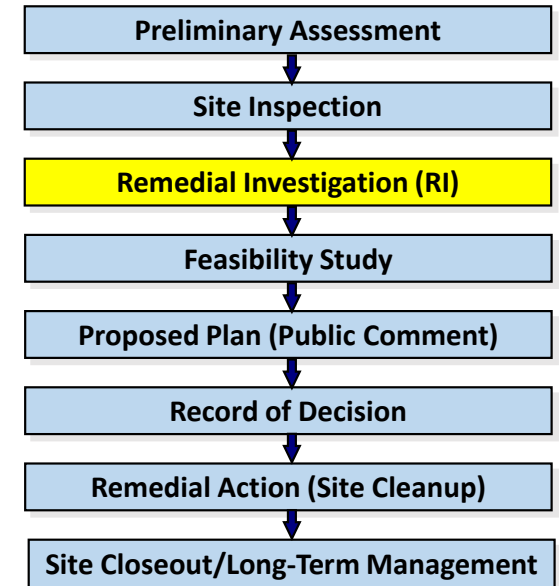 Preliminary Assessment
Site Inspection
Remedial Investigation (RI)
Feasibility Study
Proposed Plan (Public Comment)
Record of Decision
Remedial Action (Site Cleanup)
Site Closeout/Long-Term Management